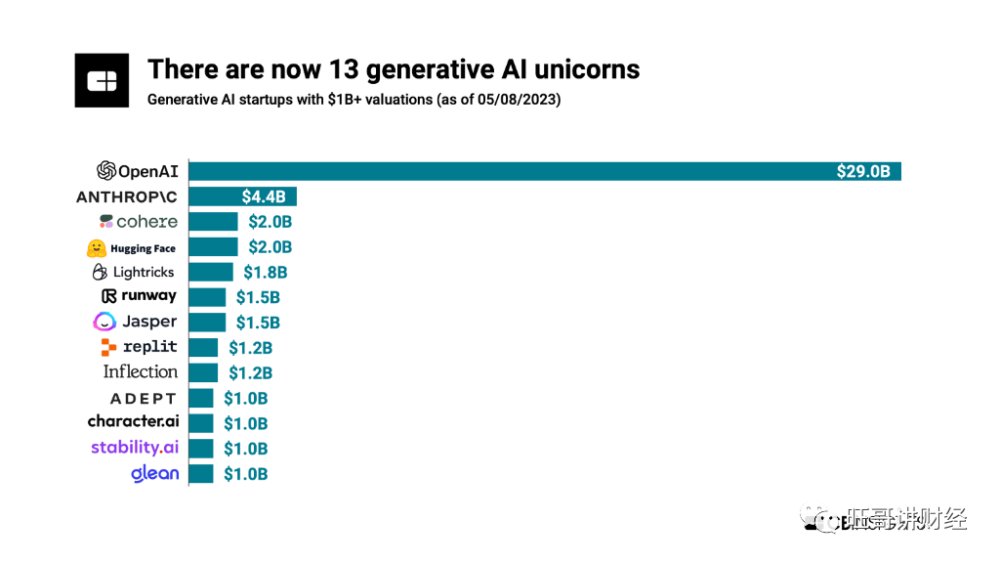 There are now 13 generative AI unicorns
Generative AI startups with $1B+ valuations (as of 05/08/2023)
OpenAI $29.0B
ANTHROP\C $4.4B
cohere $2.0B
Hugging Face $2.0B
Lightricks $1.8B
runway $1.5B
Jasper $1.5B
replit $1.2B
Inflection $1.2B
ADEPT $1.0B
character.ai $1.0B
stability.ai $1.0B
glean $1.0B
旺哥讲财经